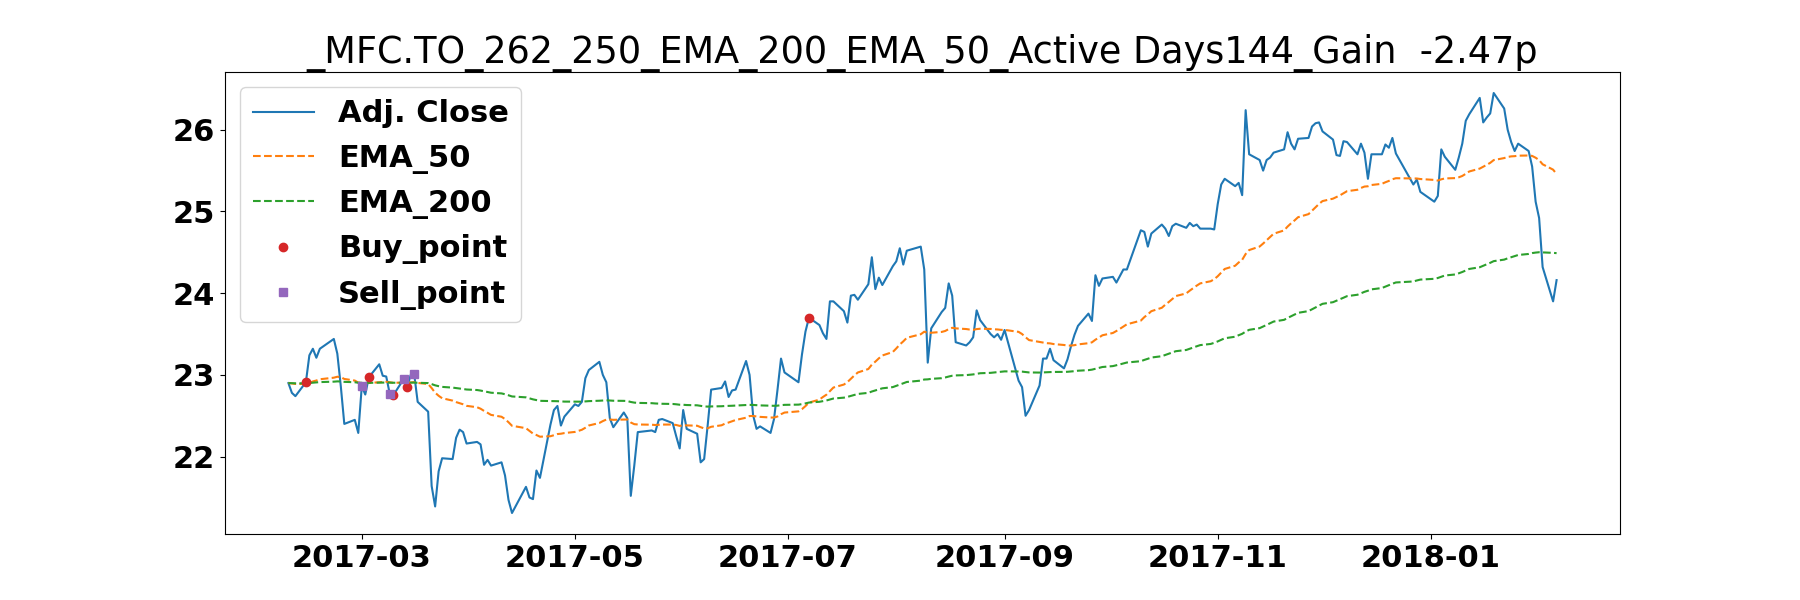 _MFC.TO_262_250_EMA_200_EMA_50_Active Days144_Gain  -2.47p
Adj. Close
EMA_50
EMA_200
Buy_point
Sell_point
26
25
24
23
22
2017-03 2017-05 2017-07 2017-09 2017-11 2018-01